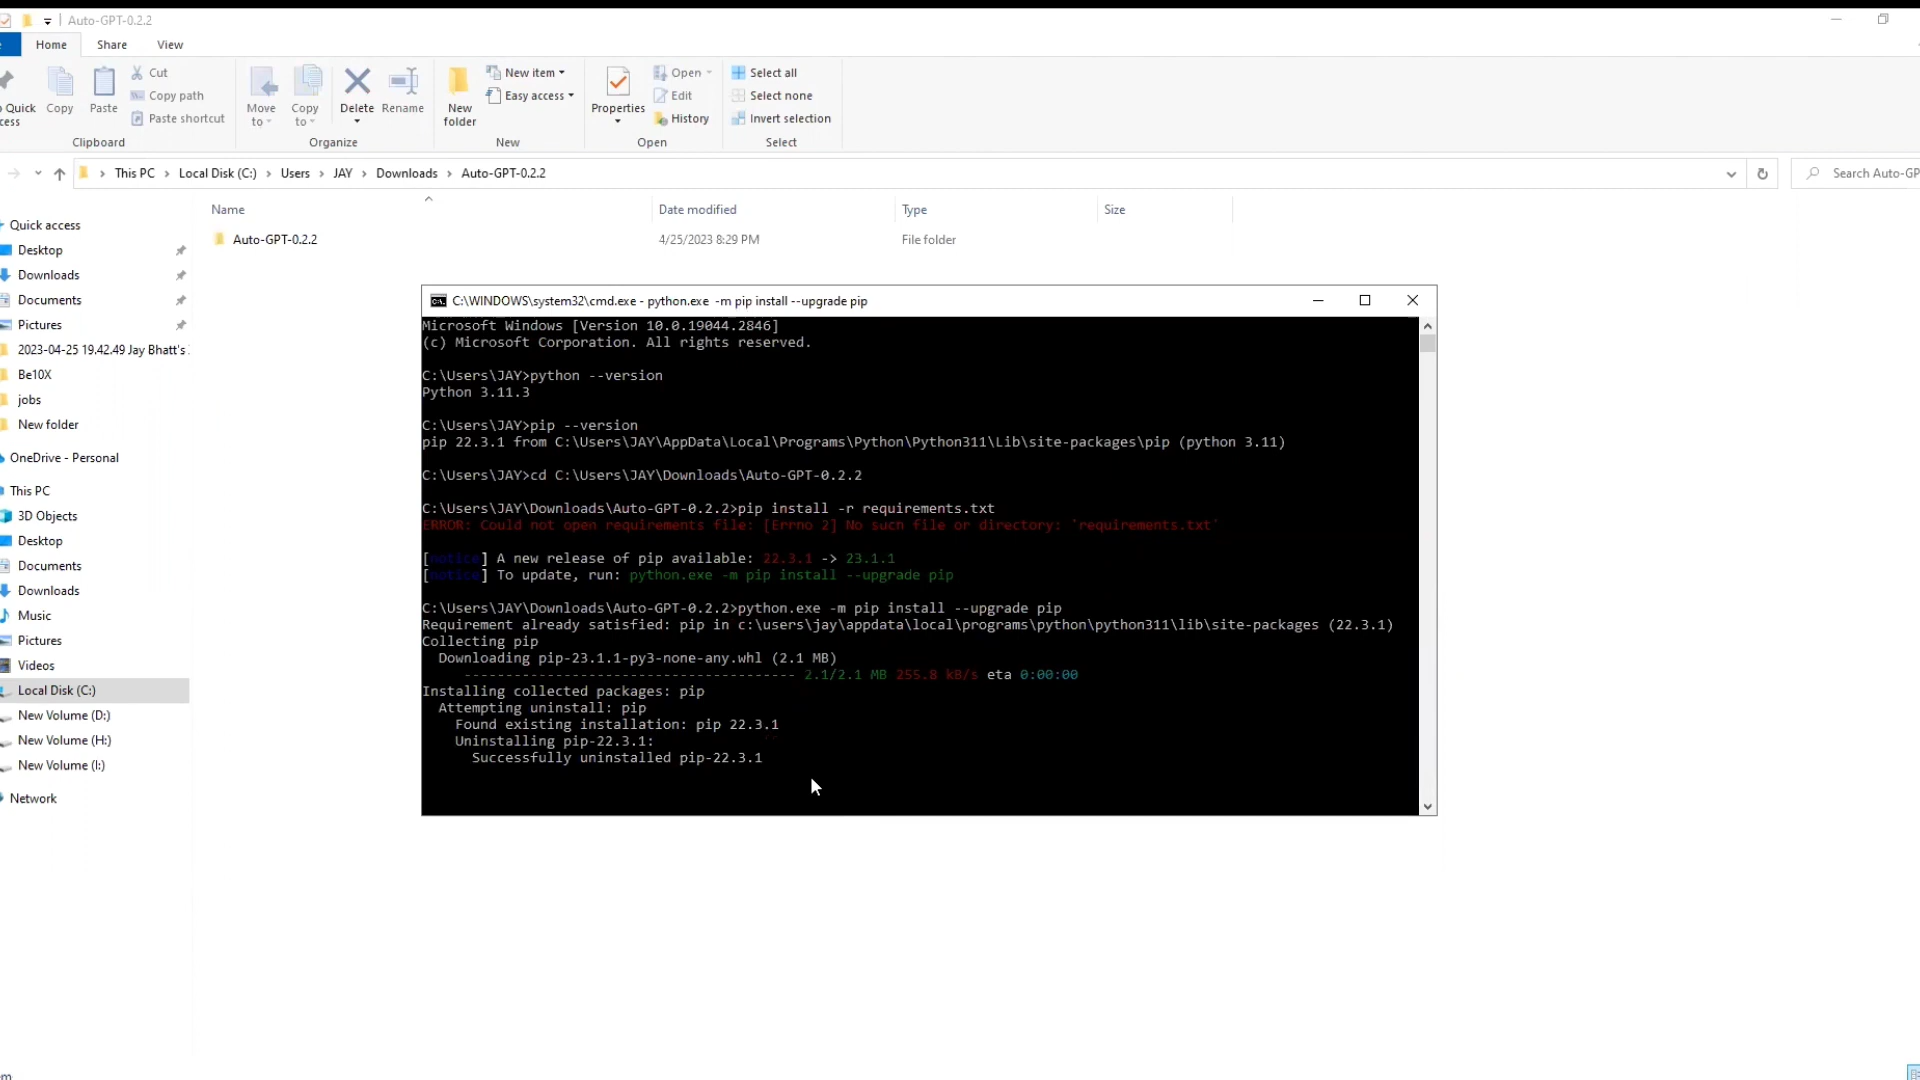 Auto-GPT-0.2.2
Home Share View
Quick
Copy
Paste
Cut
Copy path
Paste shortcut
Move to
Copy to
Delete
Rename
New folder
New item
Easy access
Properties
Open
Edit
History
Select all
Select none
Invert selection
Clipboard Organize New Open Select
This PC > Local Disk (C:) > Users > JAY > Downloads > Auto-GPT-0.2.2
Search Auto-GP
Name Date modified Type Size
Auto-GPT-0.2.2 4/25/2023 8:29 PM File folder
Quick access
Desktop
Downloads
Documents
Pictures
2023-04-25 19.42.49 Jay Bhatt's
Be10X
jobs
New folder
OneDrive - Personal
This PC
3D Objects
Desktop
Documents
Downloads
Music
Pictures
Videos
Local Disk (C:)
New Volume (D:)
New Volume (H:)
New Volume (I:)
Network
C:\WINDOWS\system32\cmd.exe - python.exe -m pip install --upgrade pip
Microsoft Windows [Version 10.0.19044.2846]
(c) Microsoft Corporation. All rights reserved.
C:\Users\JAY>python --version
Python 3.11.3
C:\Users\JAY>pip --version
pip 22.3.1 from C:\Users\JAY\AppData\Local\Programs\Python\Python311\Lib\site-packages\pip (python 3.11)
C:\Users\JAY>cd C:\Users\JAY\Downloads\Auto-GPT-0.2.2
C:\Users\JAY\Downloads\Auto-GPT-0.2.2>pip install -r requirements.txt
ERROR: Could not open requirements file: [Errno 2] No such file or directory: 'requirements.txt'
[notice] A new release of pip available: 22.3.1 -> 23.1.1
[notice] To update, run: python.exe -m pip install --upgrade pip
C:\Users\JAY\Downloads\Auto-GPT-0.2.2>python.exe -m pip install --upgrade pip
Requirement already satisfied: pip in c:\users\jay\appdata\local\programs\python\python311\lib\site-packages (22.3.1)
Collecting pip
Downloading pip-23.1.1-py3-none-any.whl (2.1 MB)
---------------------------------------- 2.1/2.1 MB 255.8 kB/s eta 0:00:00
Installing collected packages: pip
Attempting uninstall: pip
Found existing installation: pip 22.3.1
Uninstalling pip-22.3.1:
Successfully uninstalled pip-22.3.1